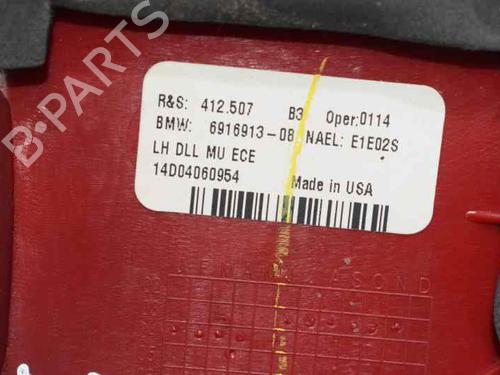 R&S: 412.507 B3 Oper:0114
BMW: 6916913-08 NAEL: E1E02S
LH DLL MU ECE
14D04060954 Made in USA
B-PARTS